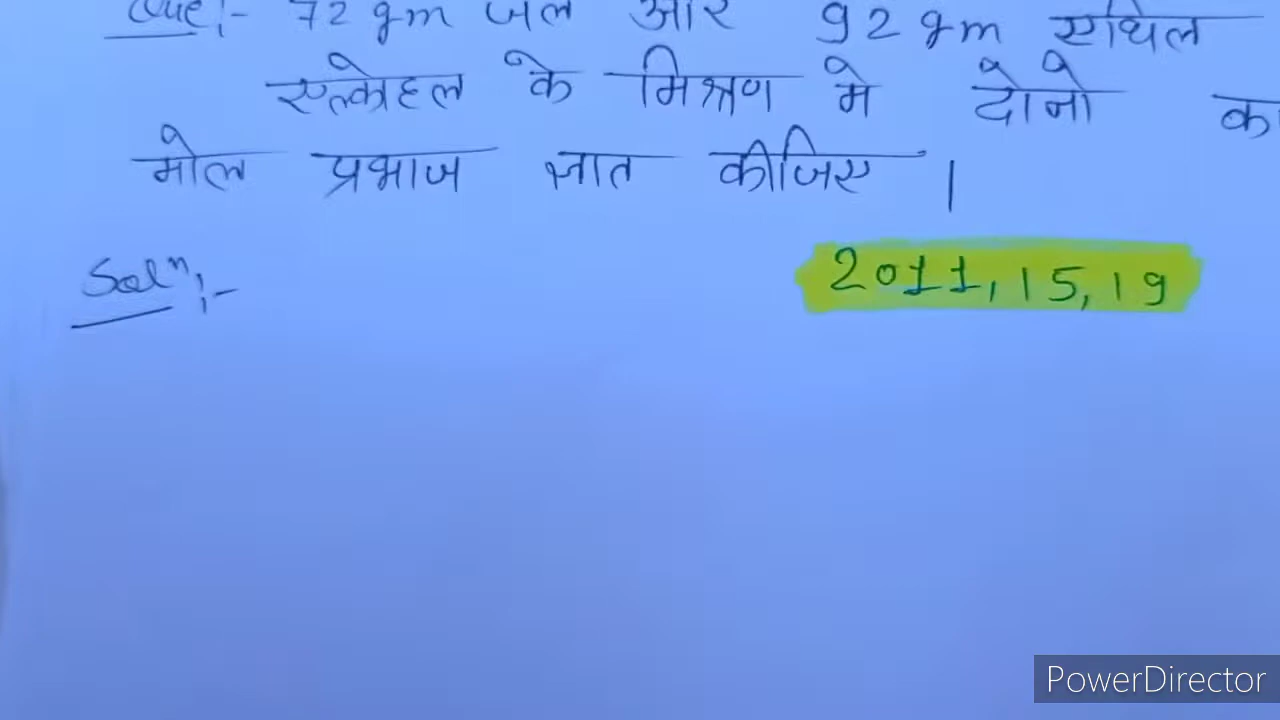 Que:- 72 gm जल और 92 gm एथिल
एल्कोहल के मिश्रण मे दोनो का
मोल प्रभाज ज्ञात कीजिए ।
Solⁿ:-
2011, 15, 19
PowerDirector